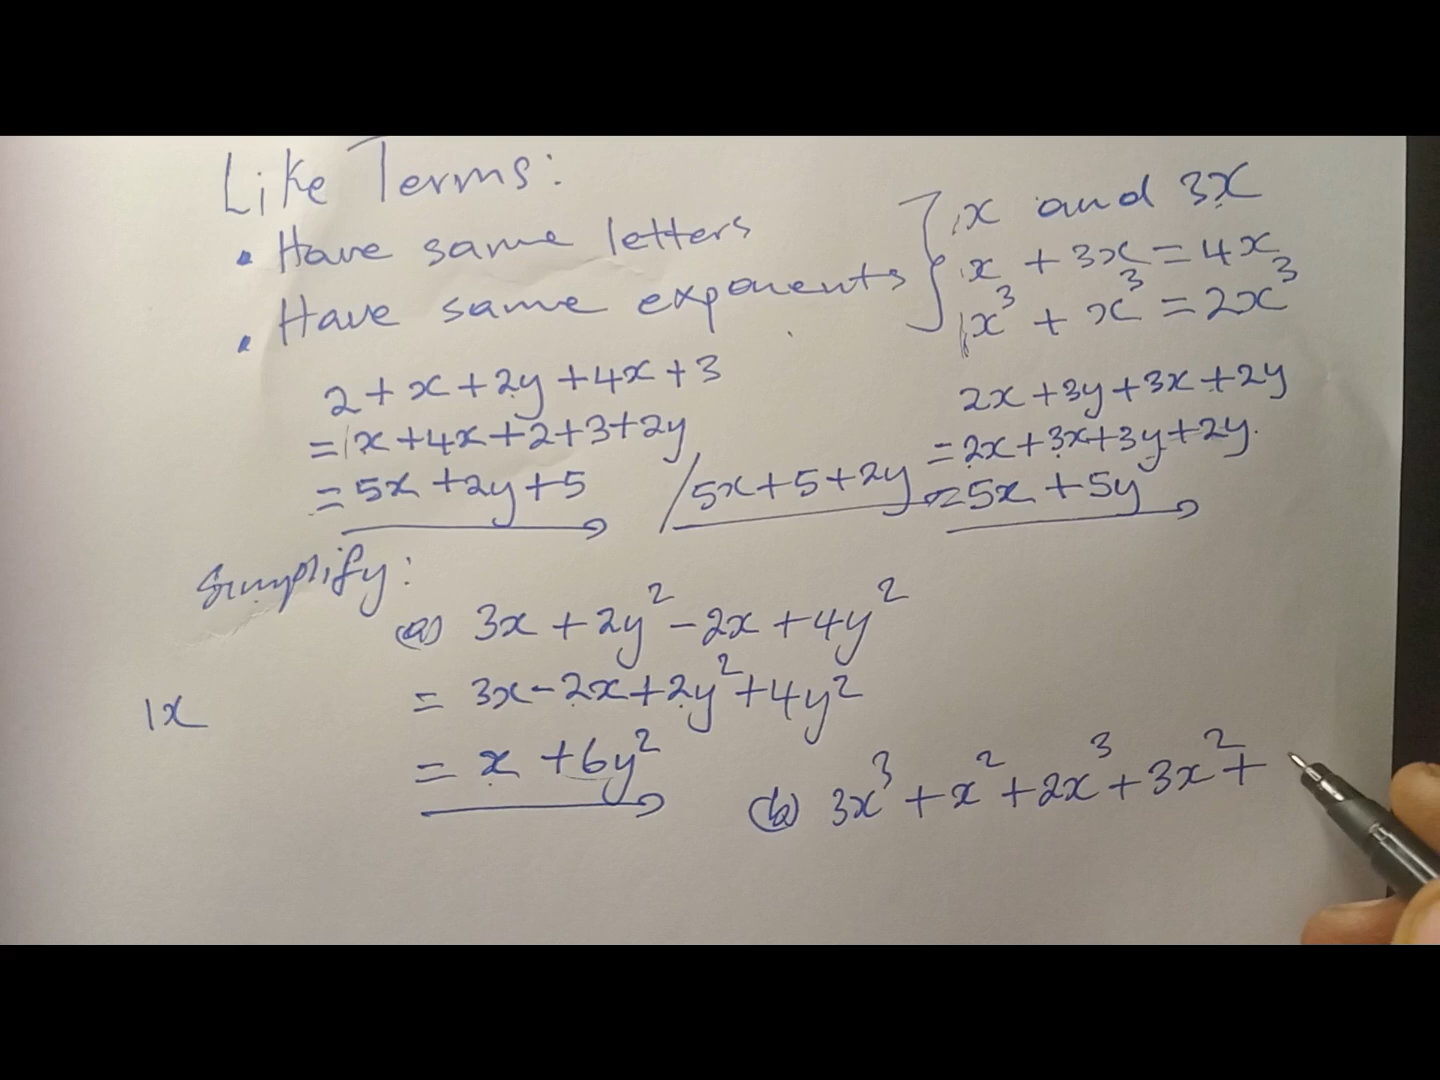 Like Terms:
• Have same letters
• Have same exponents
x and 3x
x + 3x = 4x
1x³ + x³ = 2x³
2 + x + 2y + 4x + 3
= 1x + 4x + 2 + 3 + 2y
= 5x + 2y + 5 / 5x + 5 + 2y
2x + 3y + 3x + 2y
= 2x + 3x + 3y + 2y.
= 5x + 5y
Simplify:
(a) 3x + 2y² - 2x + 4y²
= 3x - 2x + 2y² + 4y²
1x
= x + 6y²
(b) 3x³ + x² + 2x³ + 3x² +